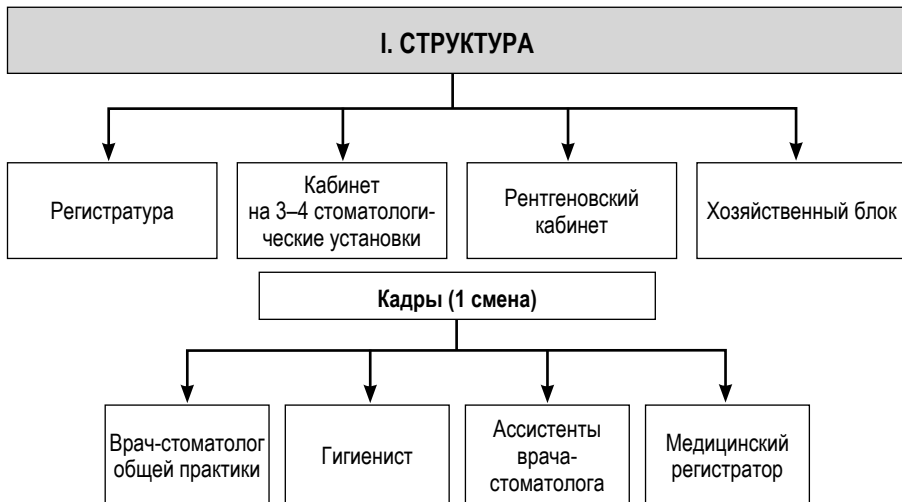 I. СТРУКТУРА
Регистратура
Кабинет
на 3–4 стоматологи-
ческие установки
Рентгеновский
кабинет
Хозяйственный блок
Кадры (1 смена)
Врач-стоматолог
общей практики
Гигиенист
Ассистенты
врача-
стоматолога
Медицинский
регистратор